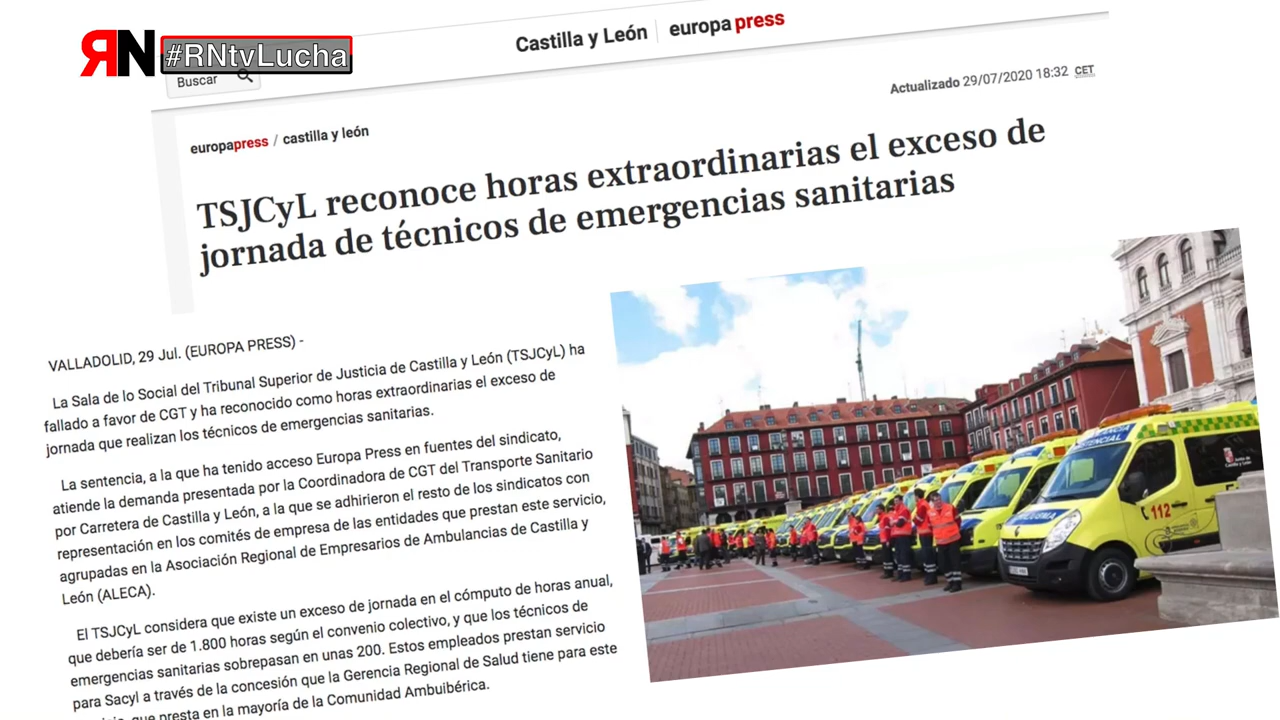 RN #RNtvLucha
Castilla y León europa press
Buscar
Actualizado 29/07/2020 18:32 CET
europapress / castilla y león
TSJCyL reconoce horas extraordinarias el exceso de
jornada de técnicos de emergencias sanitarias
VALLADOLID, 29 Jul. (EUROPA PRESS) -
La Sala de lo Social del Tribunal Superior de Justicia de Castilla y León (TSJCyL) ha
fallado a favor de CGT y ha reconocido como horas extraordinarias el exceso de
jornada que realizan los técnicos de emergencias sanitarias.
La sentencia, a la que ha tenido acceso Europa Press en fuentes del sindicato,
atiende la demanda presentada por la Coordinadora de CGT del Transporte Sanitario
por Carretera de Castilla y León, a la que se adhirieron el resto de los sindicatos con
representación en los comités de empresa de las entidades que prestan este servicio,
agrupadas en la Asociación Regional de Empresarios de Ambulancias de Castilla y
León (ALECA).
El TSJCyL considera que existe un exceso de jornada en el cómputo de horas anual,
que debería ser de 1.800 horas según el convenio colectivo, y que los técnicos de
emergencias sanitarias sobrepasan en unas 200. Estos empleados prestan servicio
para Sacyl a través de la concesión que la Gerencia Regional de Salud tiene para este
que presta en la mayoría de la Comunidad Ambuibérica.
112